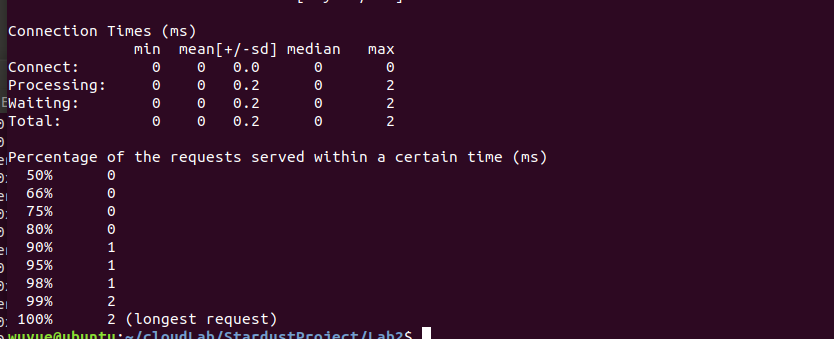 Connection Times (ms)
min mean[+/-sd] median max
Connect: 0 0 0.0 0 0
Processing: 0 0 0.2 0 2
Waiting: 0 0 0.2 0 2
Total: 0 0 0.2 0 2
Percentage of the requests served within a certain time (ms)
50% 0
66% 0
75% 0
80% 0
90% 1
95% 1
98% 1
99% 2
100% 2 (longest request)
wuyue@ubuntu:~/cloudLab/StardustProject/Lab2$